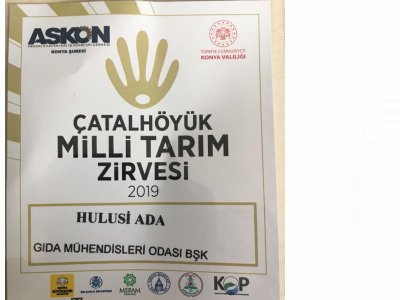 ASKON
KONYA ŞUBESİ
TÜRKİYE CUMHURİYETİ
KONYA VALİLİĞİ
ÇATALHÖYÜK
MİLLİ TARIM
ZİRVESİ
2019
HULUSİ ADA
GIDA MÜHENDİSLERİ ODASI BŞK
MERAM
KOP